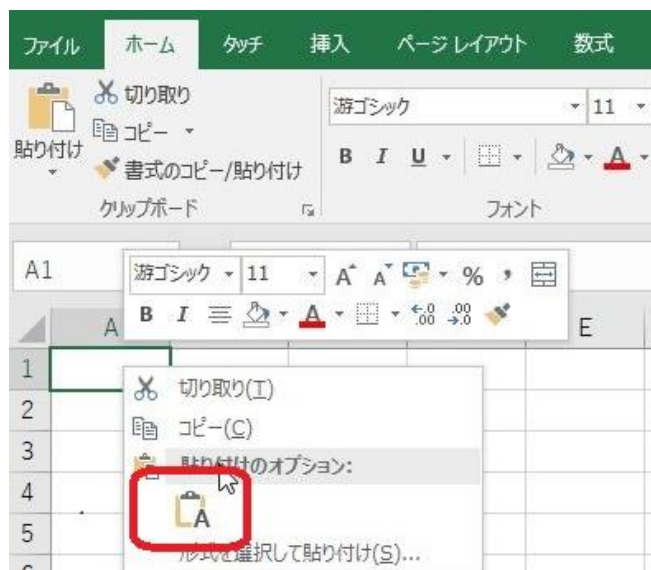 ファイル ホーム タッチ 挿入 ページ レイアウト 数式
切り取り
コピー
書式のコピー/貼り付け
貼り付け
クリップボード
游ゴシック 11
B I U A
フォント
A1
游ゴシック 11 A A % ,
B I A .00 .00
A E
1
2
3
4
5
切り取り(T)
コピー(C)
貼り付けのオプション:
A
形式を選択して貼り付け(S)...